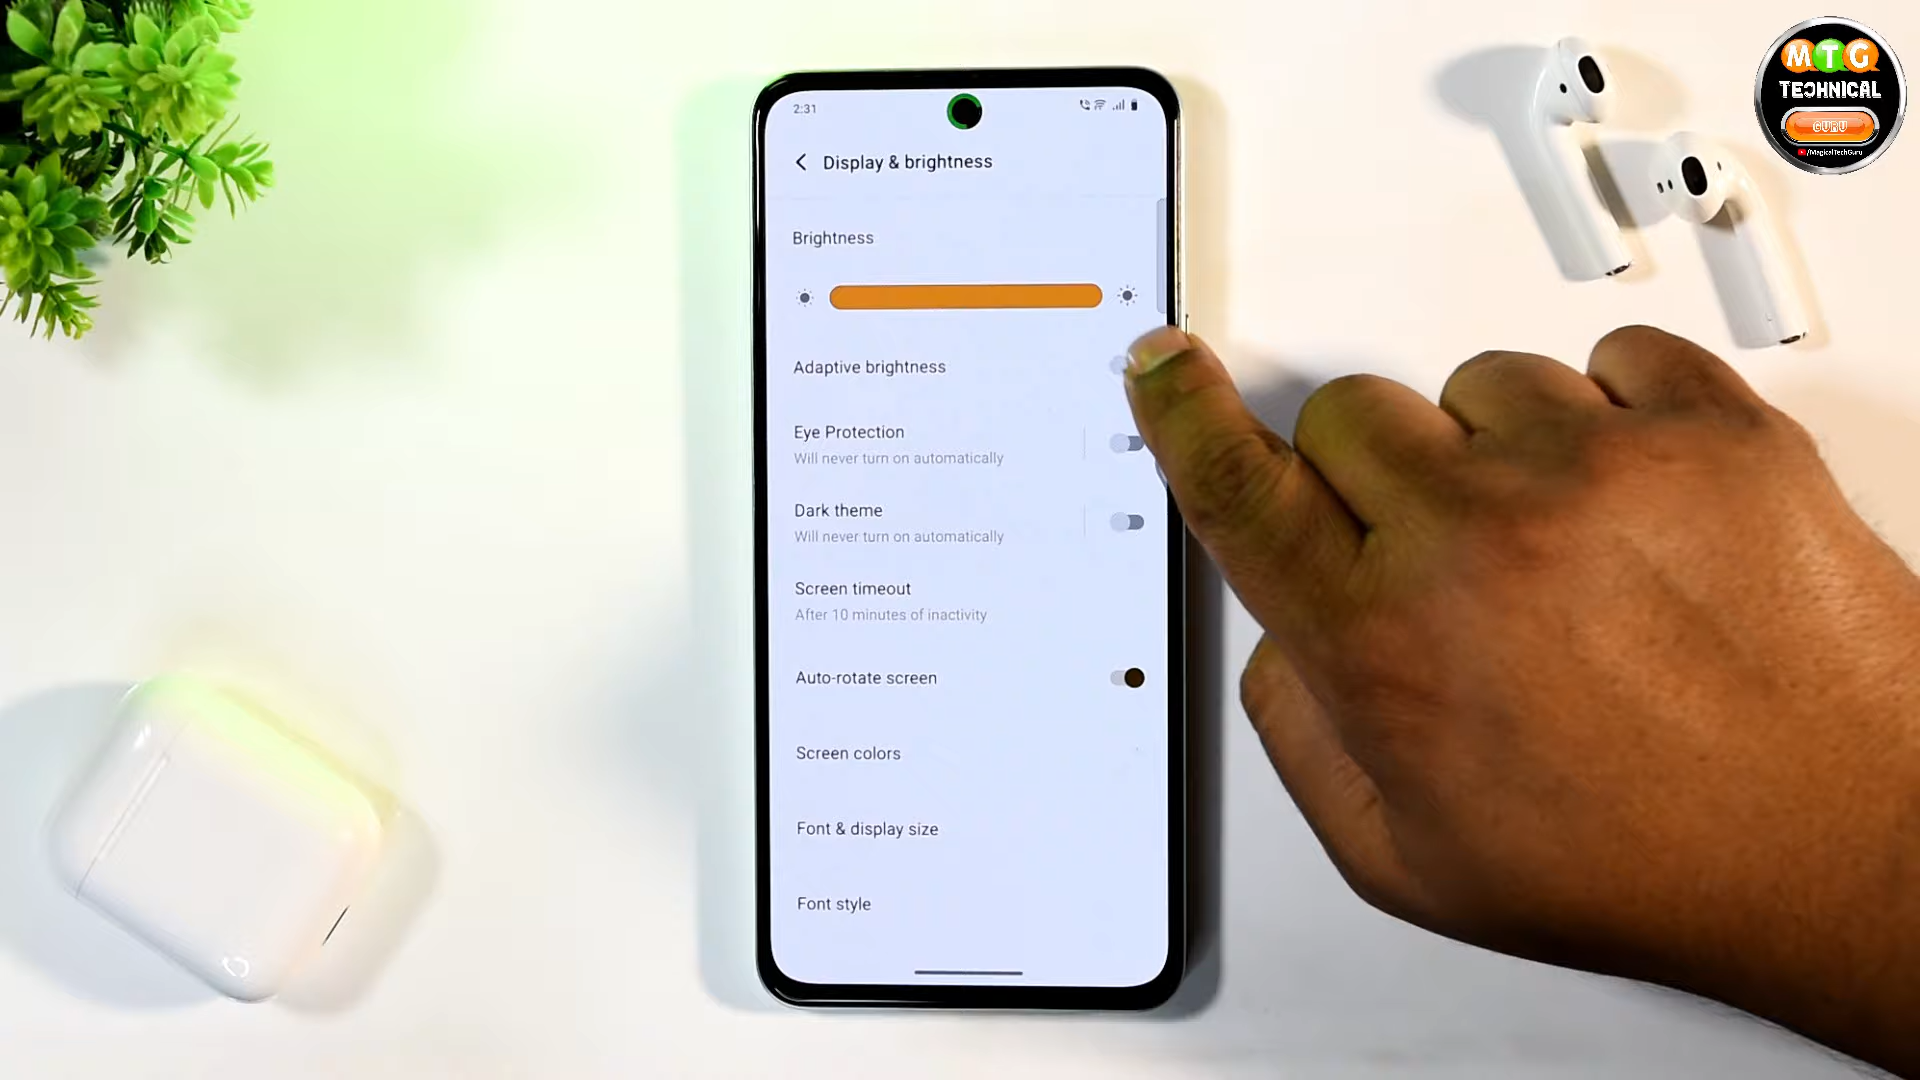 MTG
TECHNICAL
GURU
/MagicalTechGuru
2:31
Display & brightness
Brightness
Adaptive brightness
Eye Protection
Will never turn on automatically
Dark theme
Will never turn on automatically
Screen timeout
After 10 minutes of inactivity
Auto-rotate screen
Screen colors
Font & display size
Font style